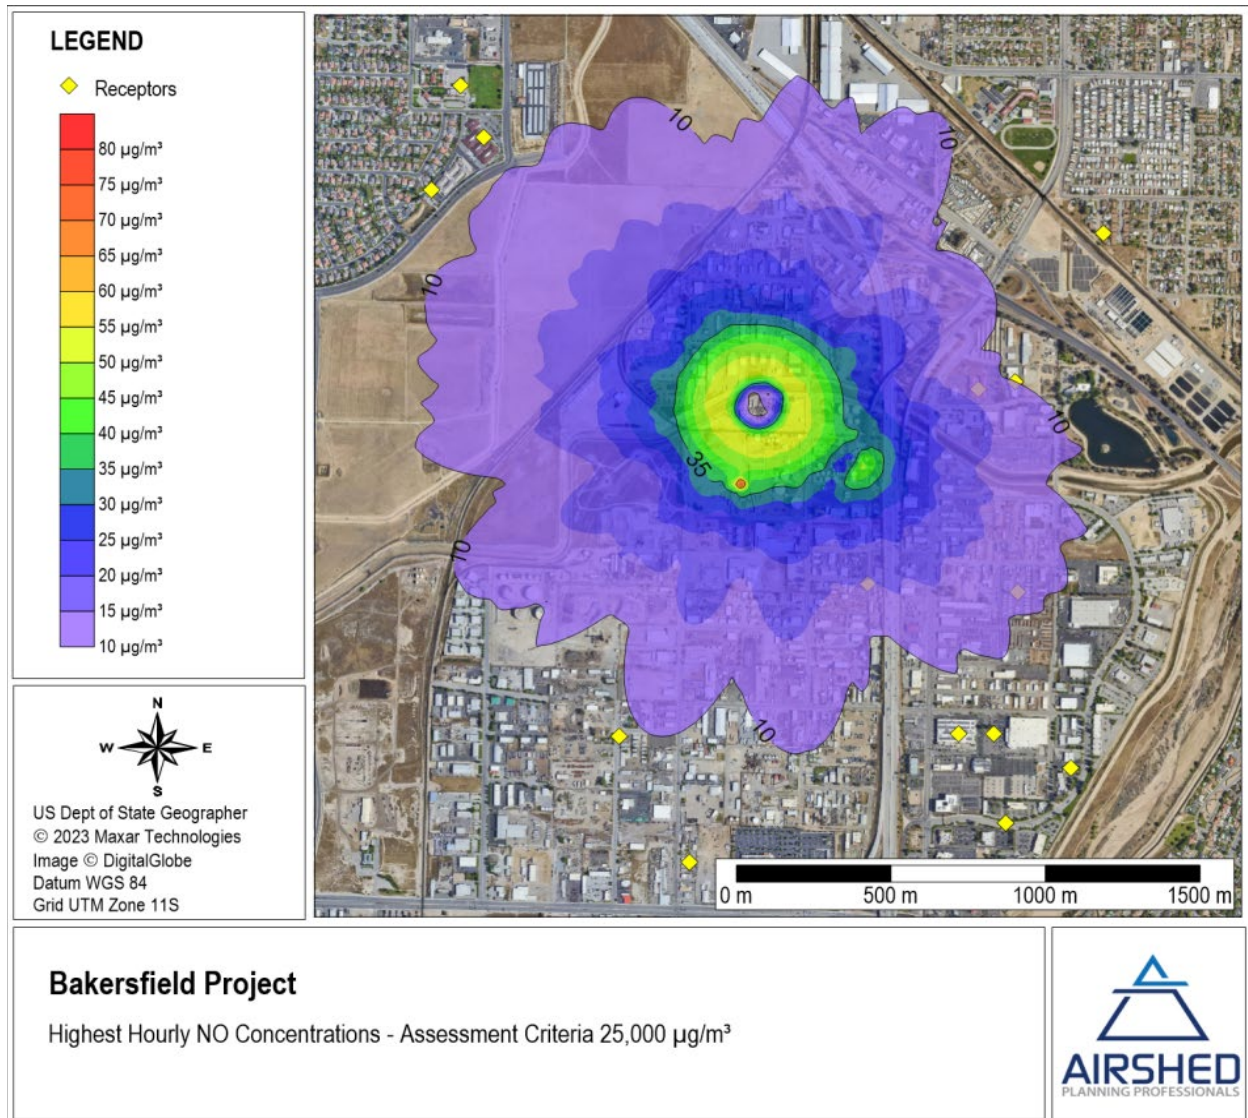 LEGEND
Receptors
80 µg/m³
75 µg/m³
70 µg/m³
65 µg/m³
60 µg/m³
55 µg/m³
50 µg/m³
45 µg/m³
40 µg/m³
35 µg/m³
30 µg/m³
25 µg/m³
20 µg/m³
15 µg/m³
10 µg/m³
10
10
10
10
35
10
10
0 m 500 m 1000 m 1500 m
N
W E
S
US Dept of State Geographer
© 2023 Maxar Technologies
Image © DigitalGlobe
Datum WGS 84
Grid UTM Zone 11S
Bakersfield Project
Highest Hourly NO Concentrations - Assessment Criteria 25,000 µg/m³
AIRSHED
PLANNING PROFESSIONALS